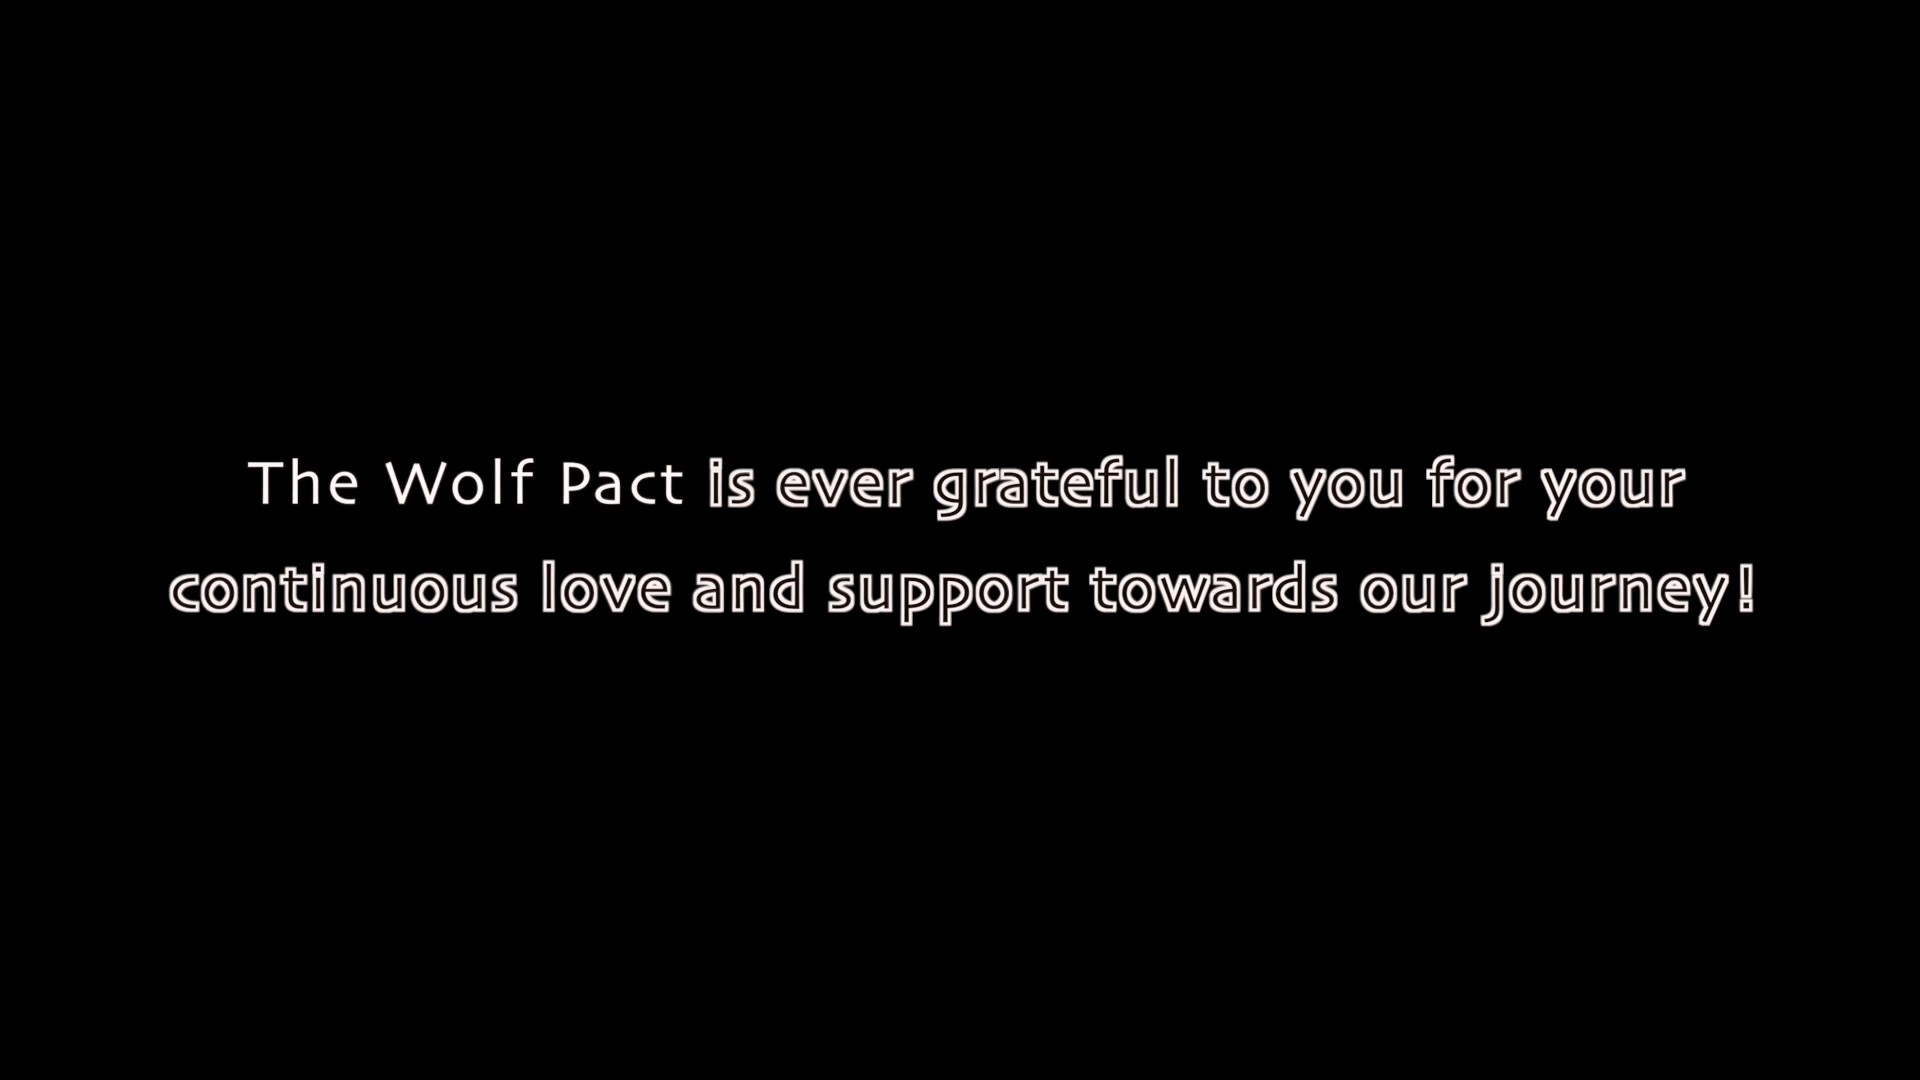 The Wolf Pact is ever grateful to you for your
continuous love and support towards our journey!